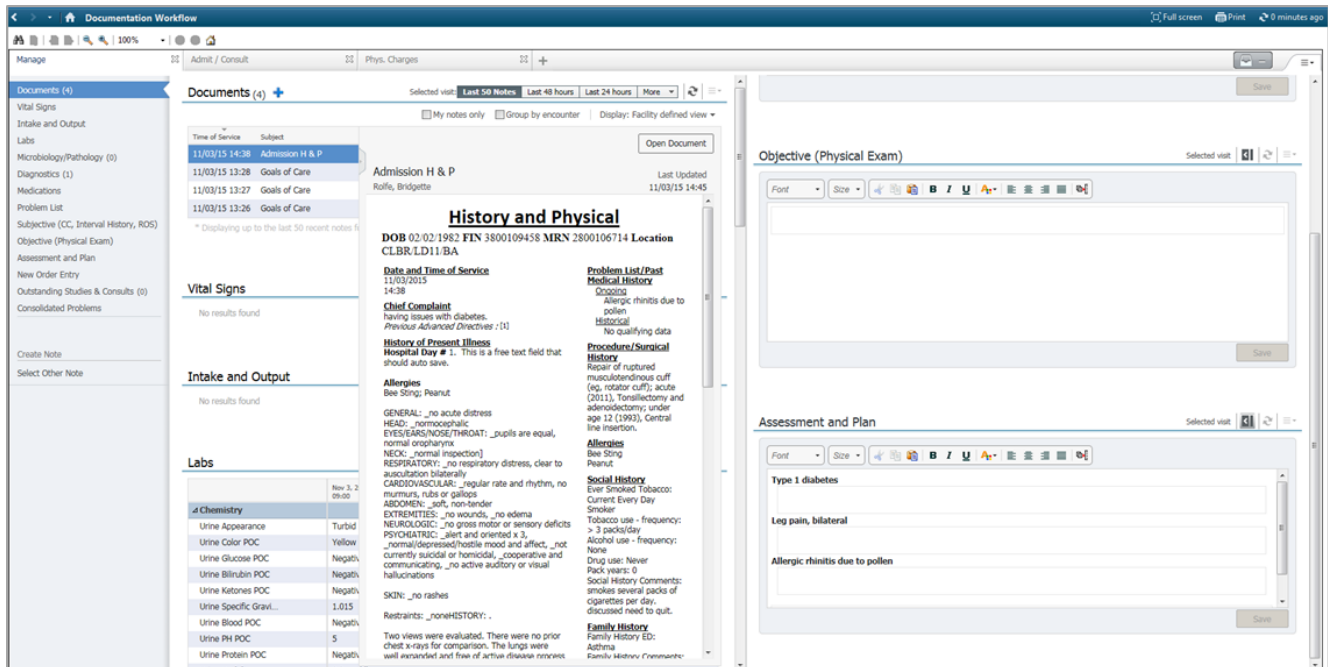 Documentation Workflow
Full screen Print 0 minutes ago
100%
Manage Admit / Consult Phys. Charges
Documents (4)
Vital Signs
Intake and Output
Labs
Microbiology/Pathology (0)
Diagnostics (1)
Medications
Problem List
Subjective (CC, Interval History, ROS)
Objective (Physical Exam)
Assessment and Plan
New Order Entry
Outstanding Studies & Consults (0)
Consolidated Problems
Create Note
Select Other Note
Documents (4)
Selected visit: Last 50 Notes Last 48 hours Last 24 hours More
My notes only Group by encounter Display: Facility defined view
Time of Service Subject
11/03/15 14:38 Admission H & P
11/03/15 13:28 Goals of Care
11/03/15 13:27 Goals of Care
11/03/15 13:26 Goals of Care
* Displaying up to the last 50 recent notes
Vital Signs
No results found
Intake and Output
No results found
Labs
Nov 3, 2
09:00
Chemistry
Urine Appearance Turbid
Urine Color POC Yellow
Urine Glucose POC Negativ
Urine Bilirubin POC Negativ
Urine Ketones POC Negativ
Urine Specific Gravi... 1.015
Urine Blood POC Negativ
Urine PH POC 5
Urine Protein POC Negativ
Open Document
Admission H & P
Rolfe, Bridgette
Last Updated
11/03/15 14:45
History and Physical
DOB 02/02/1982 FIN 3800109458 MRN 2800106714 Location
CLBR/LD11/BA
Date and Time of Service
11/03/2015
14:38
Chief Complaint
having issues with diabetes.
Previous Advanced Directives : [1]
History of Present Illness
Hospital Day # 1. This is a free text field that
should auto save.
Allergies
Bee Sting; Peanut
GENERAL: _no acute distress
HEAD: _normocephalic
EYES/EARS/NOSE/THROAT: _pupils are equal,
normal oropharynx
NECK: _normal inspection]
RESPIRATORY: _no respiratory distress, clear to
auscultation bilaterally
CARDIOVASCULAR: _regular rate and rhythm, no
murmurs, rubs or gallops
ABDOMEN: _soft, non-tender
EXTREMITIES: _no wounds, _no edema
NEUROLOGIC: _no gross motor or sensory deficits
PSYCHIATRIC: _alert and oriented x 3,
_normal/depressed/hostile mood and affect, _not
currently suicidal or homicidal, _cooperative and
communicating, _no active auditory or visual
hallucinations
SKIN: _no rashes
Restraints: _noneHISTORY: .
Two views were evaluated. There were no prior
chest x-rays for comparison. The lungs were
well expanded and free of active disease process
Problem List/Past
Medical History
Ongoing
Allergic rhinitis due to
pollen
Historical
No qualifying data
Procedure/Surgical
History
Repair of ruptured
musculotendinous cuff
(eg, rotator cuff); acute
(2011), Tonsillectomy and
adenoidectomy; under
age 12 (1993), Central
line insertion.
Allergies
Bee Sting
Peanut
Social History
Ever Smoked Tobacco:
Current Every Day
Smoker
Tobacco use - frequency:
> 3 packs/day
Alcohol use - frequency:
None
Drug use: Never
Pack years: 0
Social History Comments:
smokes several packs of
cigarettes per day.
discussed need to quit.
Family History
Family History ED:
Asthma
Family History Comments:
Save
Objective (Physical Exam)
Selected visit
Font Size B I U A
Save
Assessment and Plan
Selected visit
Font Size B I U A
Type 1 diabetes
Leg pain, bilateral
Allergic rhinitis due to pollen
Save